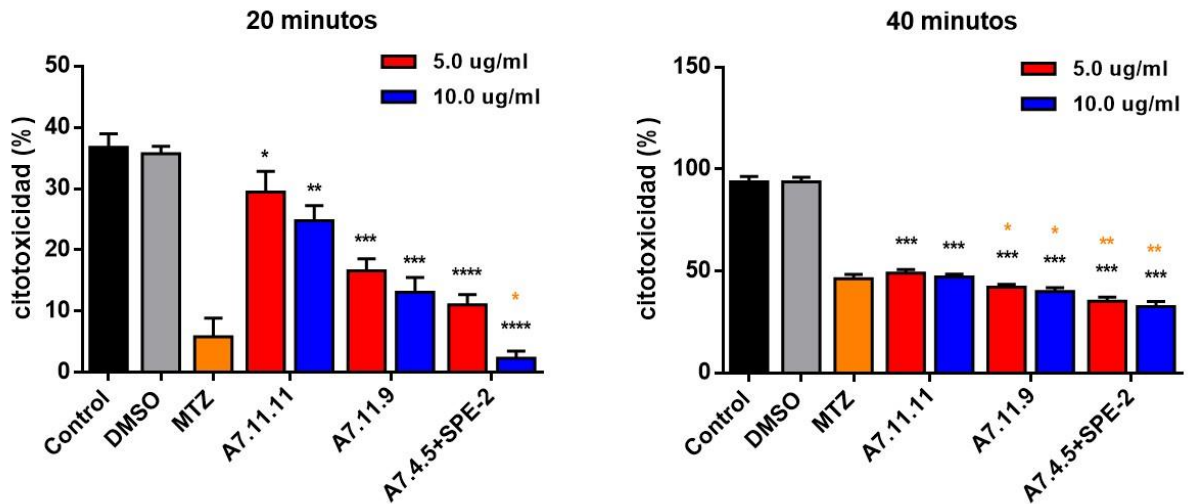 20 minutos
citotoxicidad (%)
50
40
30
20
10
0
5.0 ug/ml
10.0 ug/ml
*
**
***
***
****
*
****
Control
DMSO
MTZ
A7.11.11
A7.11.9
A7.4.5+SPE-2
40 minutos
citotoxicidad (%)
150
100
50
0
5.0 ug/ml
10.0 ug/ml
* * ** **
*** *** *** *** *** ***
Control
DMSO
MTZ
A7.11.11
A7.11.9
A7.4.5+SPE-2